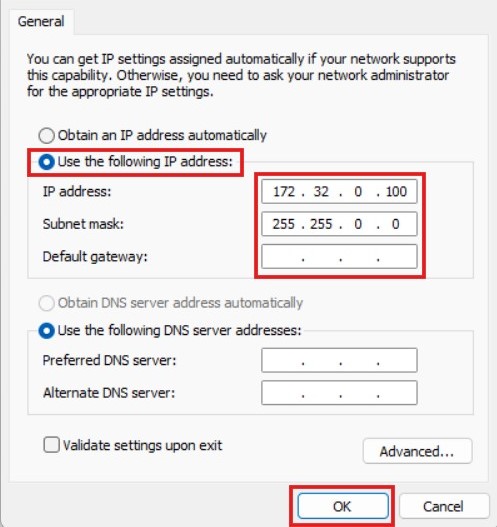 General
You can get IP settings assigned automatically if your network supports
this capability. Otherwise, you need to ask your network administrator
for the appropriate IP settings.
Obtain an IP address automatically
Use the following IP address:
IP address: 172 . 32 . 0 . 100
Subnet mask: 255 . 255 . 0 . 0
Default gateway: . . .
Obtain DNS server address automatically
Use the following DNS server addresses:
Preferred DNS server: . . .
Alternate DNS server: . . .
Validate settings upon exit
Advanced...
OK Cancel